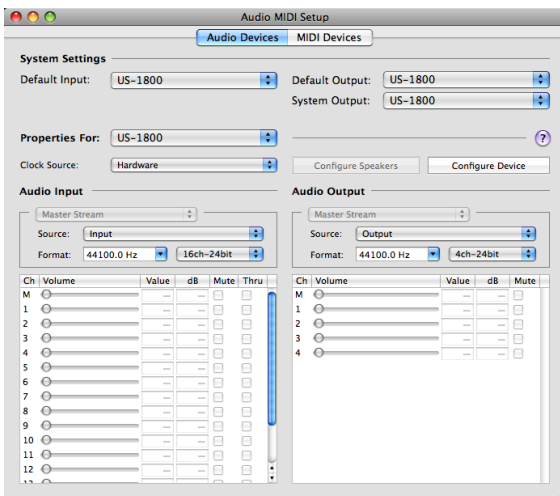 Audio MIDI Setup
Audio Devices MIDI Devices
System Settings
Default Input: US-1800 Default Output: US-1800
System Output: US-1800
Properties For: US-1800 ?
Clock Source: Hardware Configure Speakers Configure Device
Audio Input Audio Output
Master Stream Master Stream
Source: Input Source: Output
Format: 44100.0 Hz 16ch-24bit Format: 44100.0 Hz 4ch-24bit
Ch Volume Value dB Mute Thru Ch Volume Value dB Mute
M — — M — —
1 — — 1 — —
2 — — 2 — —
3 — — 3 — —
4 — — 4 — —
5 — —
6 — —
7 — —
8 — —
9 — —
10 — —
11 — —
12 — —
13